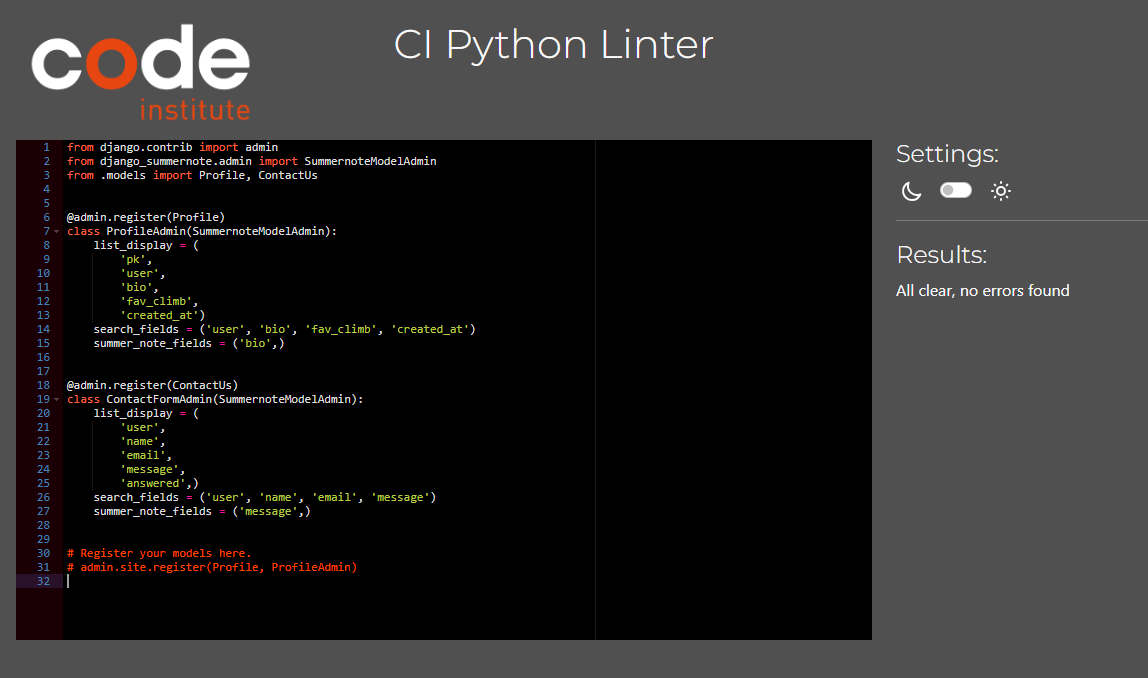 code
institute
CI Python Linter
1 from django.contrib import admin
2 from django_summernote.admin import SummernoteModelAdmin
3 from .models import Profile, ContactUs
4
5
6 @admin.register(Profile)
7 class ProfileAdmin(SummernoteModelAdmin):
8     list_display = (
9         'pk',
10         'user',
11         'bio',
12         'fav_climb',
13         'created_at')
14     search_fields = ('user', 'bio', 'fav_climb', 'created_at')
15     summer_note_fields = ('bio',)
16
17
18 @admin.register(ContactUs)
19 class ContactFormAdmin(SummernoteModelAdmin):
20     list_display = (
21         'user',
22         'name',
23         'email',
24         'message',
25         'answered',)
26     search_fields = ('user', 'name', 'email', 'message')
27     summer_note_fields = ('message',)
28
29
30 # Register your models here.
31 # admin.site.register(Profile, ProfileAdmin)
32
Settings:
Results:
All clear, no errors found